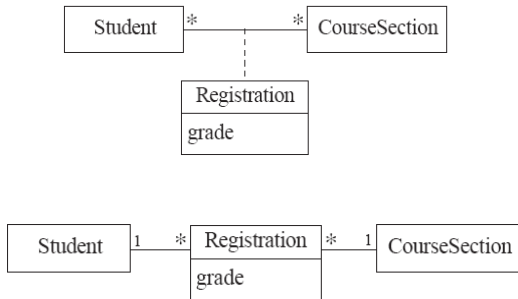 Student * * CourseSection
Registration
grade
Student 1 * Registration * 1 CourseSection
grade